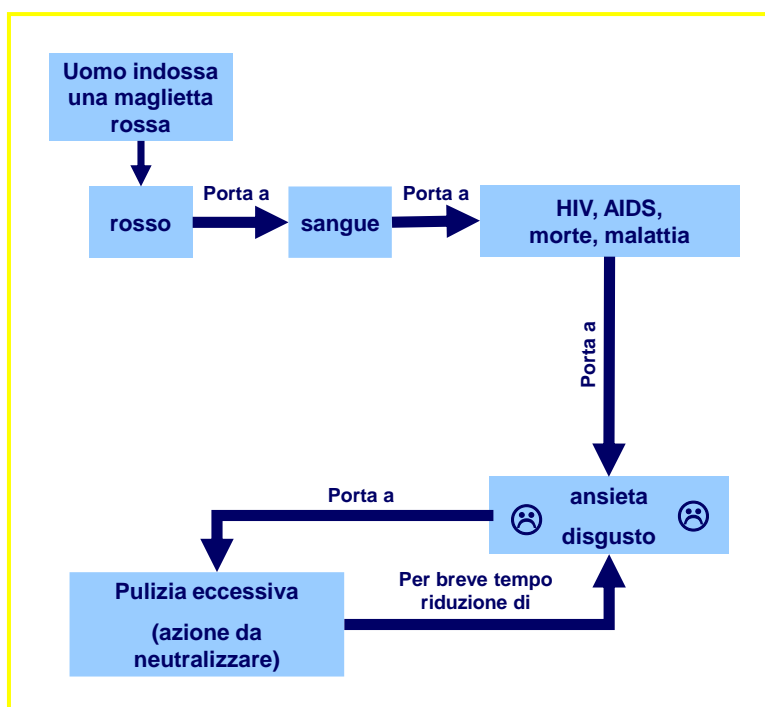 Uomo indossa
una maglietta
rossa
Porta a
Porta a
rosso
sangue
HIV, AIDS,
morte, malattia
Porta a
ansieta
disgusto
Porta a
Per breve tempo
riduzione di
Pulizia eccessiva
(azione da
neutralizzare)